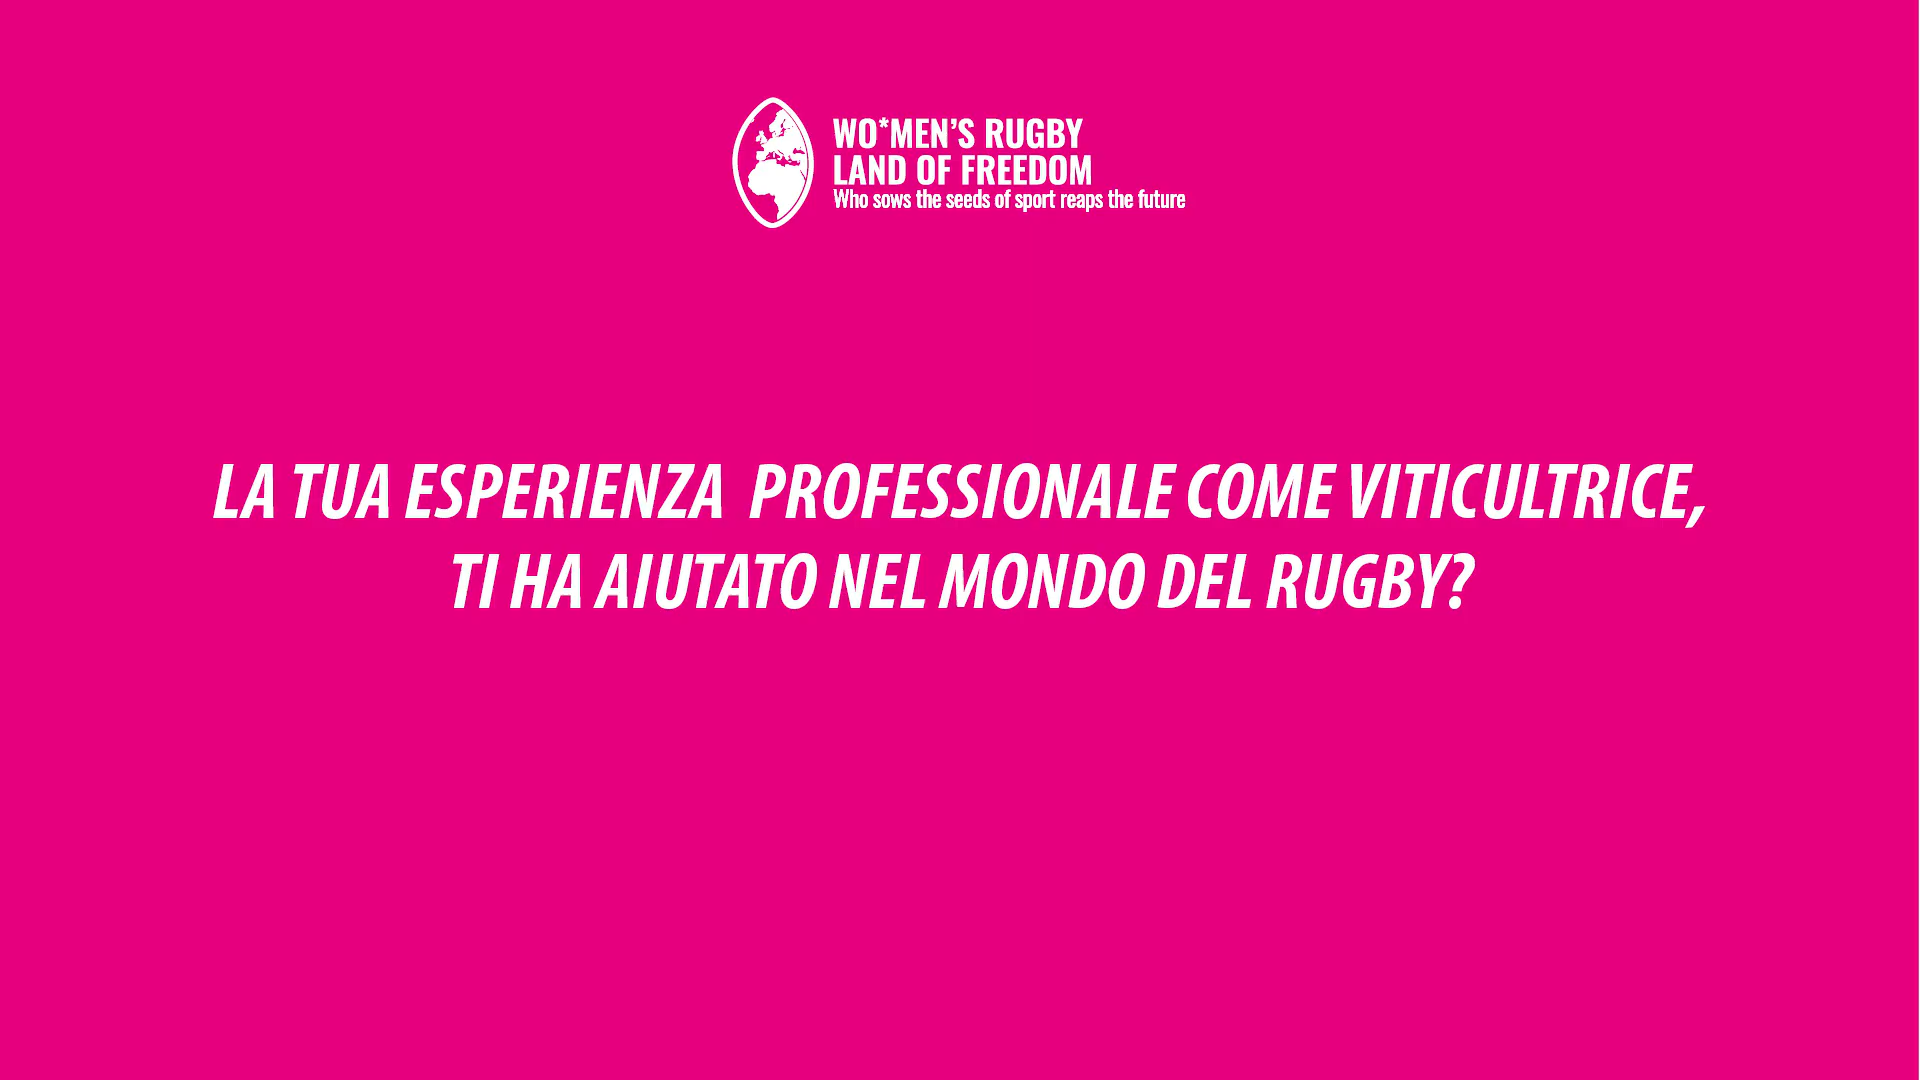 WO*MEN'S RUGBY
LAND OF FREEDOM
Who sows the seeds of sport reaps the future
LA TUA ESPERIENZA  PROFESSIONALE COME VITICULTRICE,
TI HA AIUTATO NEL MONDO DEL RUGBY?